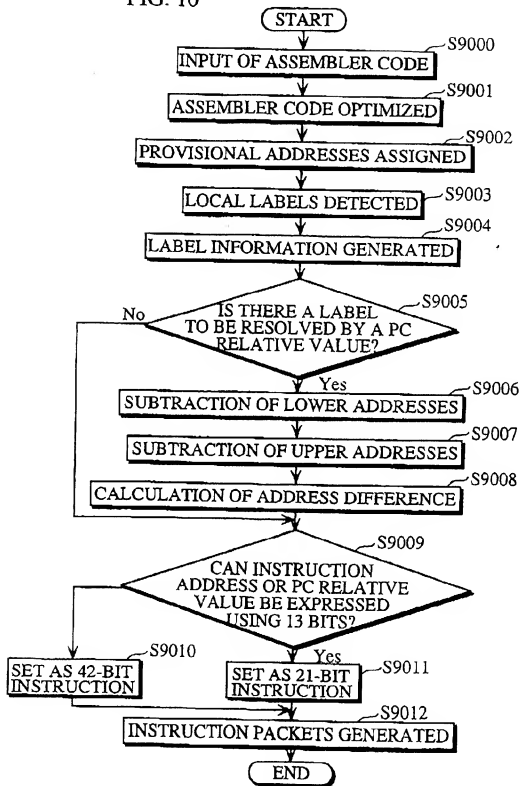 FIG. 10
START
S9000
INPUT OF ASSEMBLER CODE
S9001
ASSEMBLER CODE OPTIMIZED
S9002
PROVISIONAL ADDRESSES ASSIGNED
S9003
LOCAL LABELS DETECTED
S9004
LABEL INFORMATION GENERATED
S9005
No
IS THERE A LABEL
TO BE RESOLVED BY A PC
RELATIVE VALUE?
Yes
S9006
SUBTRACTION OF LOWER ADDRESSES
S9007
SUBTRACTION OF UPPER ADDRESSES
S9008
CALCULATION OF ADDRESS DIFFERENCE
S9009
CAN INSTRUCTION
ADDRESS OR PC RELATIVE
VALUE BE EXPRESSED
USING 13 BITS?
S9010
SET AS 42-BIT
INSTRUCTION
Yes
S9011
SET AS 21-BIT
INSTRUCTION
S9012
INSTRUCTION PACKETS GENERATED
END